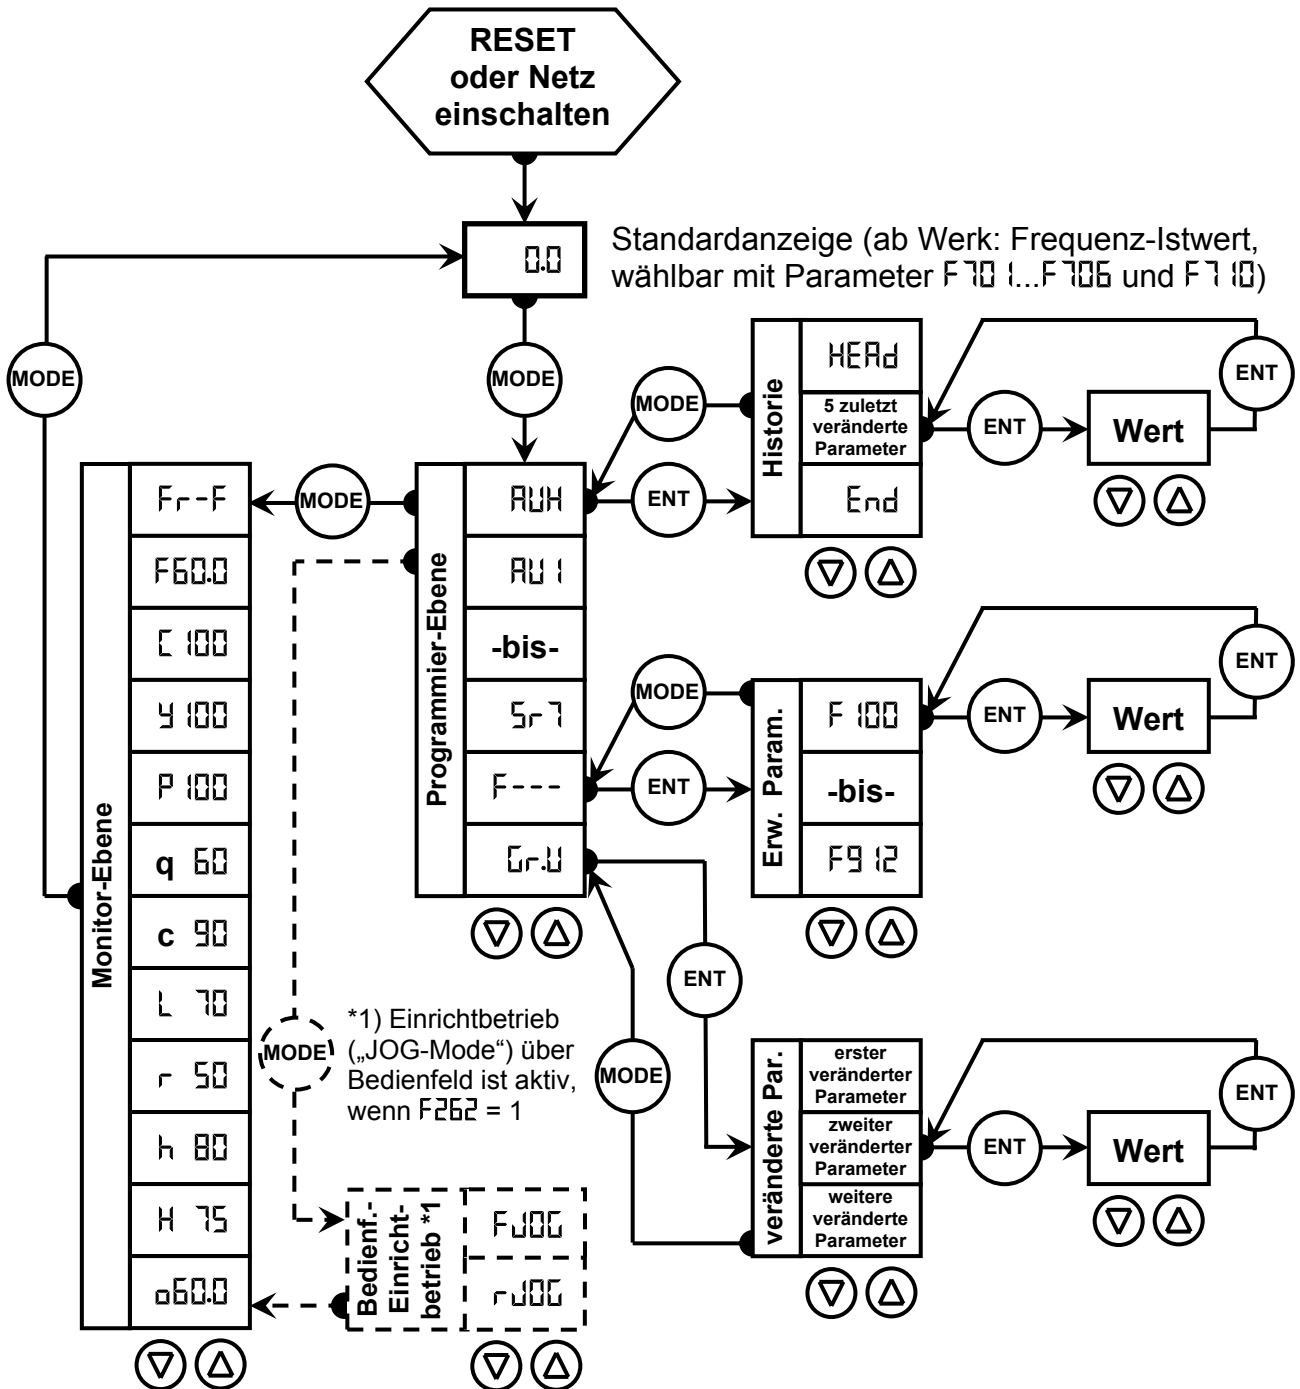 RESET
oder Netz
einschalten
0.0
Standardanzeige (ab Werk: Frequenz-Istwert,
wählbar mit Parameter F701...F706 und F710)
MODE
MODE
Historie
HEAd
5 zuletzt
veränderte
Parameter
End
MODE
ENT
ENT
Wert
ENT
Programmier-Ebene
AUH
AU1
-bis-
Sr7
F---
Gr.U
MODE
Monitor-Ebene
Fr-F
F60.0
C 100
y 100
P 100
q 60
c 90
L 70
r 50
h 80
H 75
o60.0
MODE
ENT
Erw. Param.
F 100
-bis-
F912
ENT
Wert
ENT
ENT
MODE
veränderte Par.
erster
veränderter
Parameter
zweiter
veränderter
Parameter
weitere
veränderte
Parameter
ENT
Wert
ENT
MODE
*1) Einrichtbetrieb
(„JOG-Mode“) über
Bedienfeld ist aktiv,
wenn F262 = 1
Bedienf.-
Einricht-
betrieb *1
FJOG
rJOG